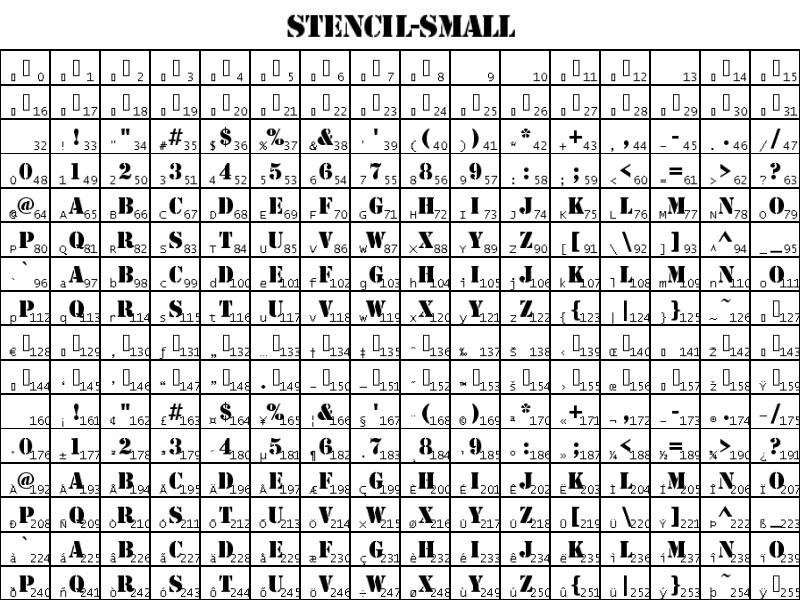 STENCIL-SMALL
0 1 2 3 4 5 6 7 8 9 10 11 12 13 14 15
16 17 18 19 20 21 22 23 24 25 26 27 28 29 30 31
32 ! ! 33 " " 34 # # 35 $ $ 36 % % 37 & & 38 ' ' 39 ( ( 40 ) ) 41 * * 42 + + 43 , , 44 - - 45 . . 46 / / 47
0 0 48 1 1 49 2 2 50 3 3 51 4 4 52 5 5 53 6 6 54 7 7 55 8 8 56 9 9 57 : : 58 ; ; 59 < < 60 = = 61 > > 62 ? ? 63
@ @ 64 A A 65 B B 66 C C 67 D D 68 E E 69 F F 70 G G 71 H H 72 I I 73 J J 74 K K 75 L L 76 M M 77 N N 78 O O 79
P P 80 Q Q 81 R R 82 S S 83 T T 84 U U 85 V V 86 W W 87 X X 88 Y Y 89 Z Z 90 [ [ 91 \ \ 92 ] ] 93 ^ ^ 94 _ _ 95
` ` 96 a A 97 b B 98 c C 99 d D 100 e E 101 f F 102 g G 103 h H 104 i I 105 j J 106 k K 107 l L 108 m M 109 n N 110 o O 111
p P 112 q Q 113 r R 114 s S 115 t T 116 u U 117 v V 118 w W 119 x X 120 y Y 121 z Z 122 { { 123 | | 124 } } 125 ~ ~ 126 127
€ 128 129 ‚ 130 ƒ 131 „ 132 … 133 † 134 ‡ 135 ˆ 136 ‰ 137 Š 138 ‹ 139 Œ 140 141 Ž 142 143
144 ‘ 145 ’ 146 “ 147 ” 148 • 149 – 150 — 151 ˜ 152 ™ 153 š 154 › 155 œ 156 157 ž 158 Ÿ 159
160 ¡ ! 161 ¢ " 162 £ # 163 ¤ $ 164 ¥ % 165 ¦ & 166 § ' 167 ¨ ( 168 © ) 169 ª * 170 « + 171 ¬ , 172 - - 173 ® . 174 ¯ / 175
° 0 176 ± 1 177 ² 2 178 ³ 3 179 ´ 4 180 µ 5 181 ¶ 6 182 · 7 183 ¸ 8 184 ¹ 9 185 º : 186 » ; 187 ¼ < 188 ½ = 189 ¾ > 190 ¿ ? 191
À @ 192 Á A 193 Â B 194 Ã C 195 Ä D 196 Å E 197 Æ F 198 Ç G 199 È H 200 É I 201 Ê J 202 Ë K 203 Ì L 204 Í M 205 Î N 206 Ï O 207
Ð P 208 Ñ Q 209 Ò R 210 Ó S 211 Ô T 212 Õ U 213 Ö V 214 × W 215 Ø X 216 Ù Y 217 Ú Z 218 Û [ 219 Ü \ 220 Ý ] 221 Þ ^ 222 ß _ 223
à ` 224 á A 225 â B 226 ã C 227 ä D 228 å E 229 æ F 230 ç G 231 è H 232 é I 233 ê J 234 ë K 235 ì L 236 í M 237 î N 238 ï O 239
ð P 240 ñ Q 241 ò R 242 ó S 243 ô T 244 õ U 245 ö V 246 ÷ W 247 ø X 248 ù Y 249 ú Z 250 û { 251 ü | 252 ý } 253 þ ~ 254 ÿ 255